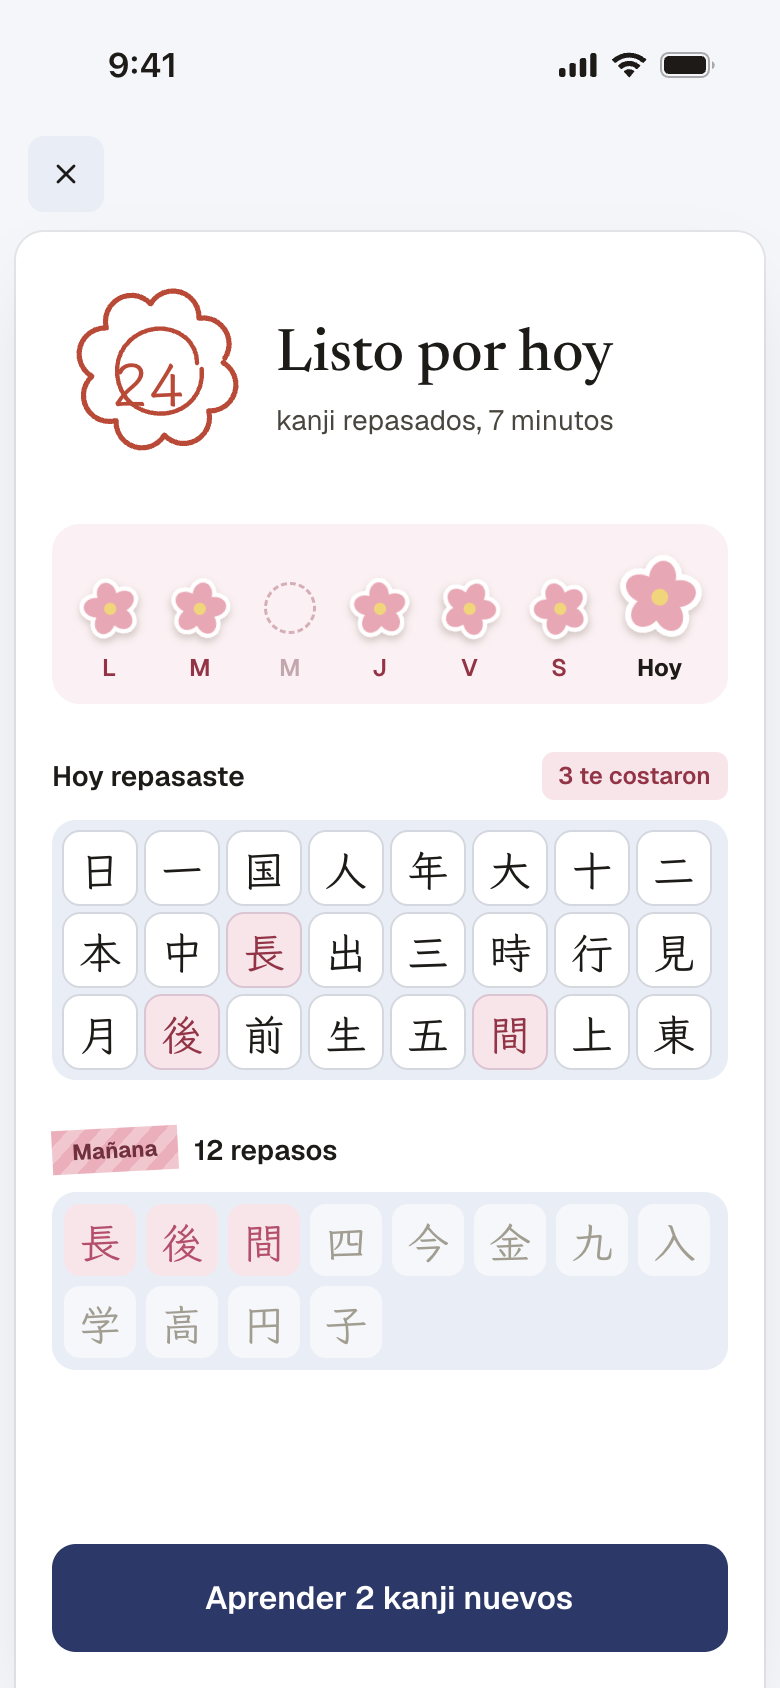 9:41
24
Listo por hoy
kanji repasados, 7 minutos
L M M J V S Hoy
Hoy repasaste
3 te costaron
日 一 国 人 年 大 十 二
本 中 長 出 三 時 行 見
月 後 前 生 五 間 上 東
Mañana
12 repasos
長 後 間 四 今 金 九 入
学 高 円 子
Aprender 2 kanji nuevos